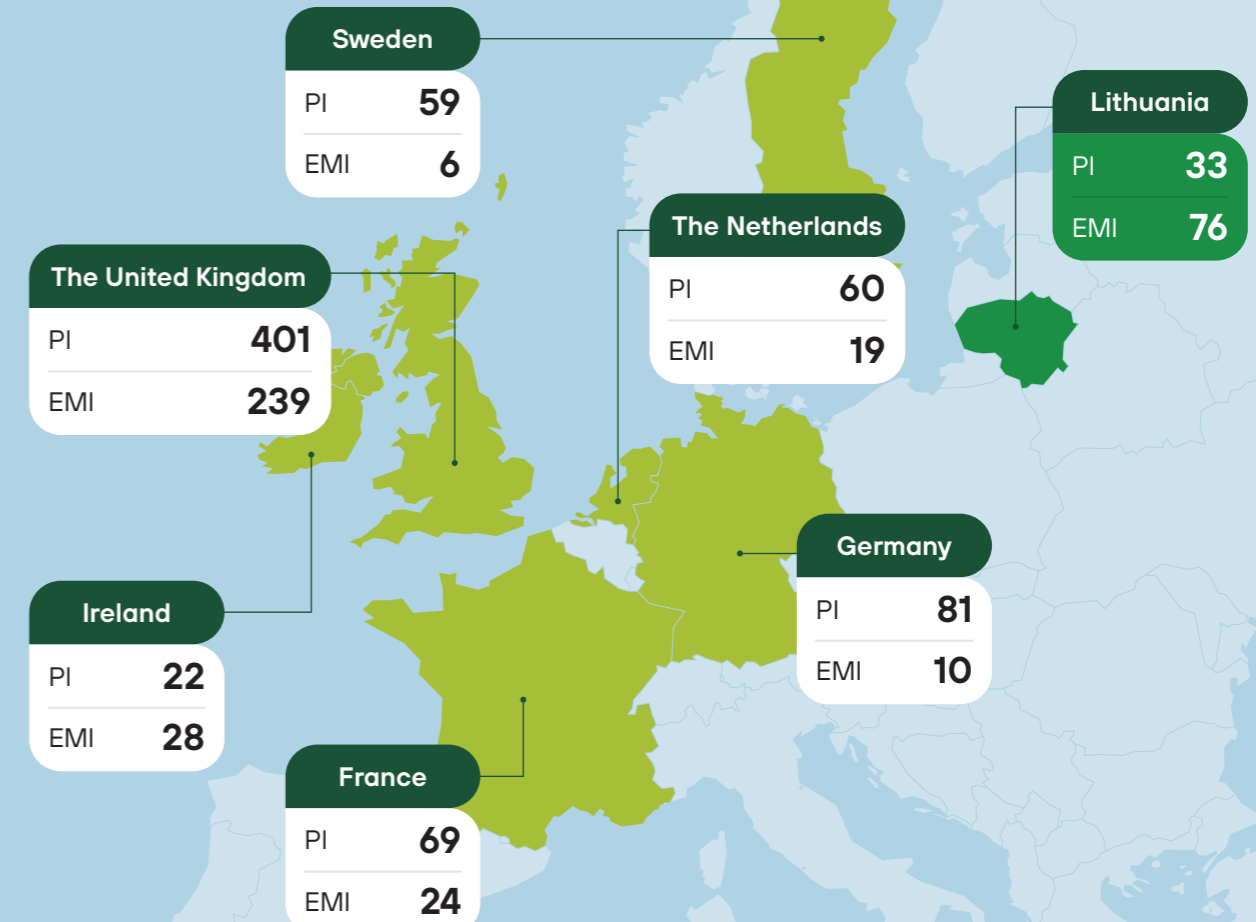 Sweden
PI 59
EMI 6
Lithuania
PI 33
EMI 76
The Netherlands
PI 60
EMI 19
The United Kingdom
PI 401
EMI 239
Germany
PI 81
EMI 10
Ireland
PI 22
EMI 28
France
PI 69
EMI 24